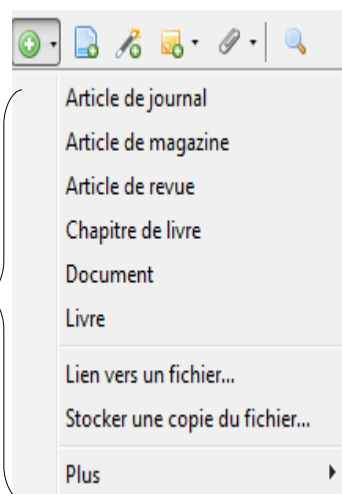 Article de journal
Article de magazine
Article de revue
Chapitre de livre
Document
Livre
Lien vers un fichier...
Stocker une copie du fichier...
Plus